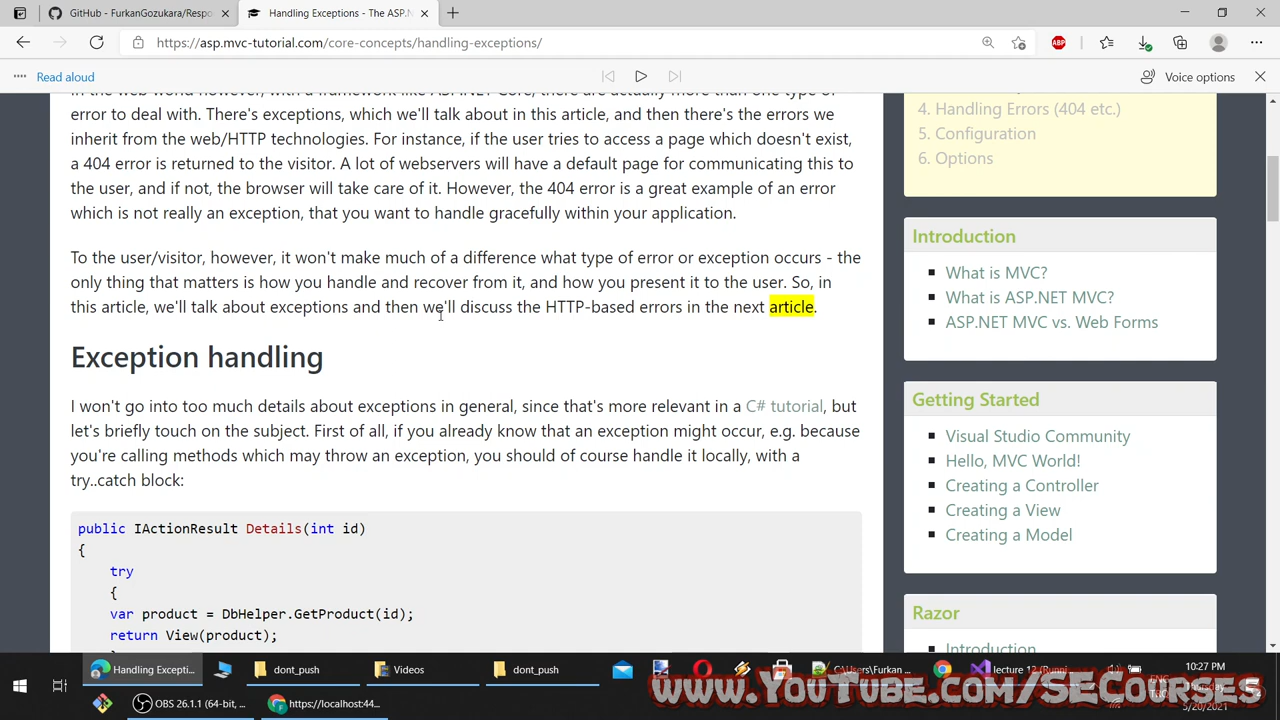 GitHub - FurkanGozukara/Respo
Handling Exceptions - The ASP.N
https://asp.mvc-tutorial.com/core-concepts/handling-exceptions/
ABP
Read aloud
Voice options
error to deal with. There's exceptions, which we'll talk about in this article, and then there's the errors we
inherit from the web/HTTP technologies. For instance, if the user tries to access a page which doesn't exist,
a 404 error is returned to the visitor. A lot of webservers will have a default page for communicating this to
the user, and if not, the browser will take care of it. However, the 404 error is a great example of an error
which is not really an exception, that you want to handle gracefully within your application.
To the user/visitor, however, it won't make much of a difference what type of error or exception occurs - the
only thing that matters is how you handle and recover from it, and how you present it to the user. So, in
this article, we'll talk about exceptions and then we'll discuss the HTTP-based errors in the next article.
Exception handling
I won't go into too much details about exceptions in general, since that's more relevant in a C# tutorial, but
let's briefly touch on the subject. First of all, if you already know that an exception might occur, e.g. because
you're calling methods which may throw an exception, you should of course handle it locally, with a
try..catch block:
public IActionResult Details(int id)
{
try
{
var product = DbHelper.GetProduct(id);
return View(product);
4. Handling Errors (404 etc.)
5. Configuration
6. Options
Introduction
What is MVC?
What is ASP.NET MVC?
ASP.NET MVC vs. Web Forms
Getting Started
Visual Studio Community
Hello, MVC World!
Creating a Controller
Creating a View
Creating a Model
Razor
Introduction
Handling Excepti...
dont_push
Videos
dont_push
C:\Users\Furkan ...
lecture 12 (Runni...
10:27 PM
ENG
Thursday
5/20/2021
OBS 26.1.1 (64-bit, ...
https://localhost:44...
www.YouTube.com/SECourses